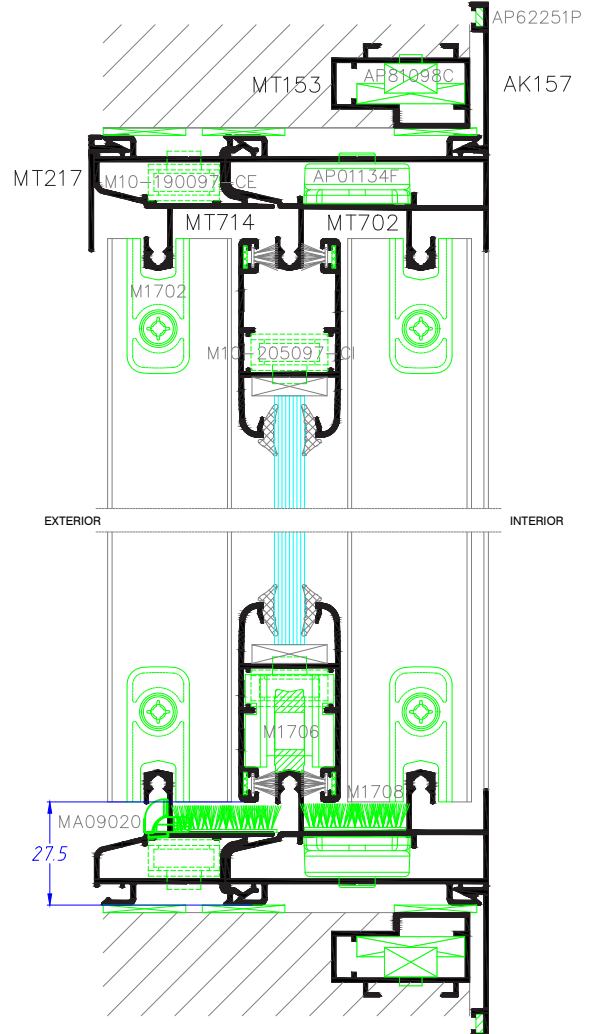 AP62251P
MT153
AP81098C
AK157
MT217
M10-190097-CE
AP01134F
MT714
MT702
M1702
M10-205097-CI
EXTERIOR
INTERIOR
M1706
M1708
MA09020
27.5